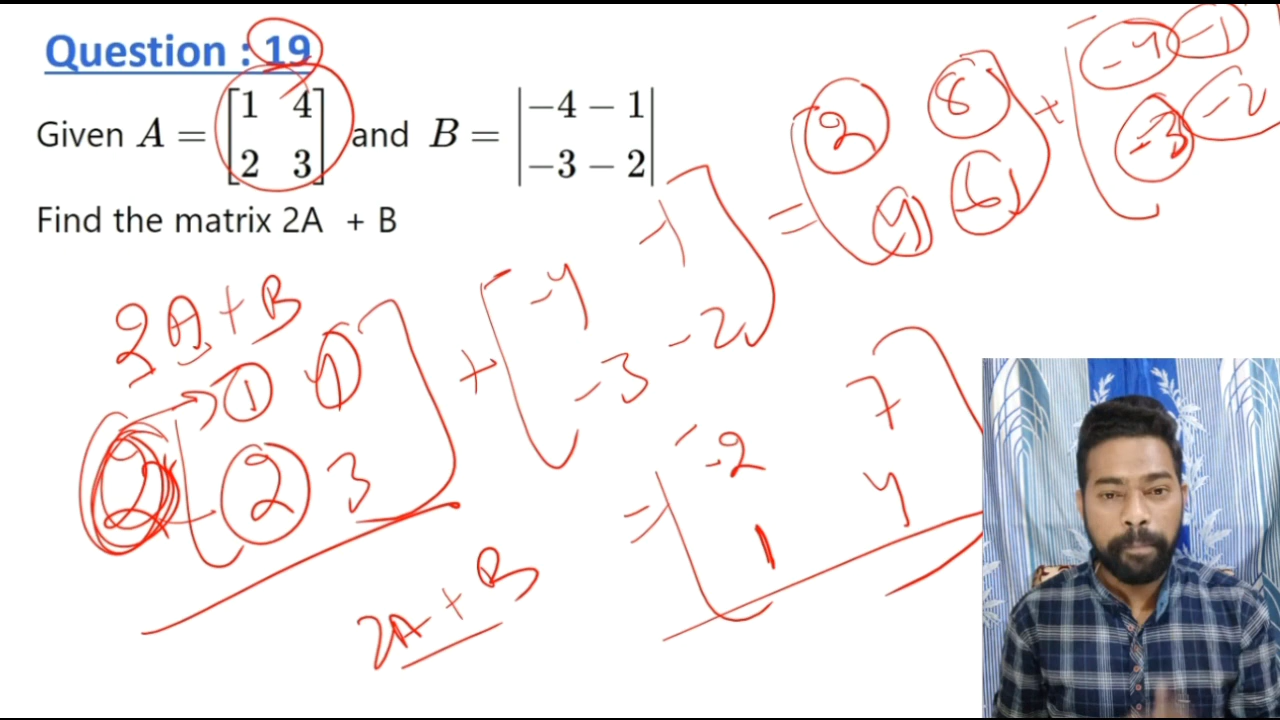 Question : 19
Given A = [1 4 2 3] and B = |−4 − 1 −3 − 2|
Find the matrix 2A + B
2A + B
2 [1 4
2 3]
+ [-4 -1
-3 -2]
= [2 8
4 6]
+ [-4 -1
-3 -2
= [-2 7
1 4]
2A + B